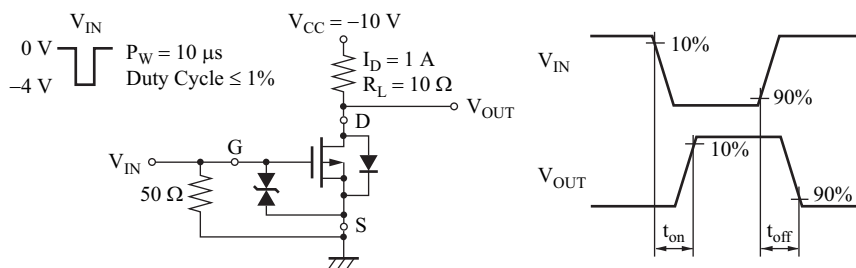 V_IN
0 V
−4 V
P_W = 10 μs
Duty Cycle ≤ 1%
V_CC = −10 V
I_D = 1 A
R_L = 10 Ω
V_OUT
D
G
V_IN
50 Ω
S
V_IN
10%
90%
V_OUT
10%
90%
t_on
t_off